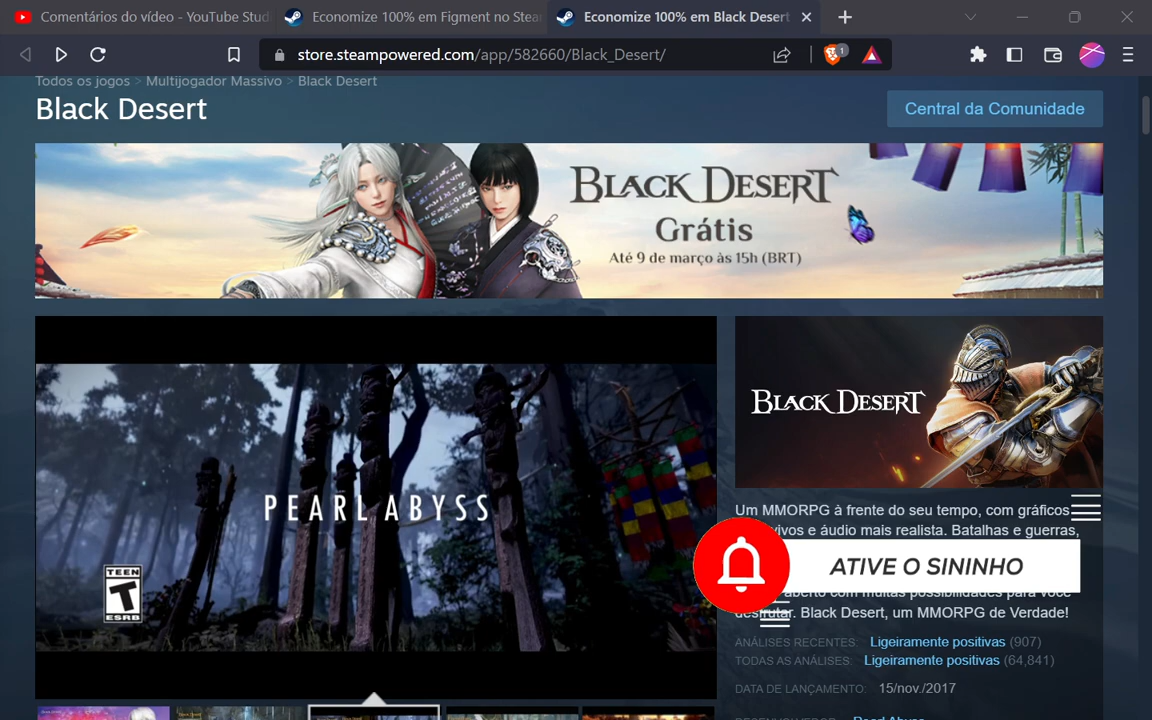 Comentários do vídeo - YouTube Studi
Economize 100% em Figment no Stea
Economize 100% em Black Desert
store.steampowered.com/app/582660/Black_Desert/
1
Todos os jogos > Multijogador Massivo > Black Desert
Black Desert
Central da Comunidade
BLACK DESERT
Grátis
Até 9 de março às 15h (BRT)
PEARL ABYSS
TEEN
T
ESRB
BLACK DESERT
Um MMORPG à frente do seu tempo, com gráficos
vivos e áudio mais realista. Batalhas e guerras,
ATIVE O SININHO
aberto com muitas possibilidades para você
desfrutar. Black Desert, um MMORPG de Verdade!
ANÁLISES RECENTES: Ligeiramente positivas (907)
TODAS AS ANÁLISES: Ligeiramente positivas (64,841)
DATA DE LANÇAMENTO: 15/nov./2017
Pearl Abyss